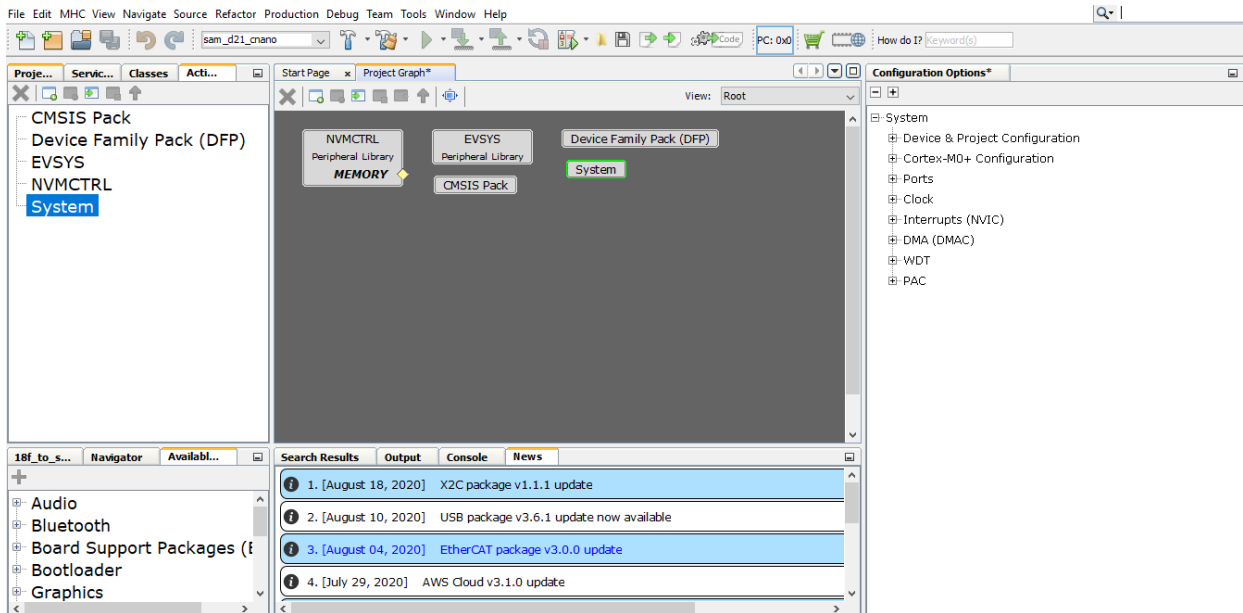 File Edit MHC View Navigate Source Refactor Production Debug Team Tools Window Help
sam_d21_cnano
Code
PC: 0x0
How do I? Keyword(s)
Proje... Servic... Classes Acti...
CMSIS Pack
Device Family Pack (DFP)
EVSYS
NVMCTRL
System
Start Page x Project Graph*
View: Root
NVMCTRL
Peripheral Library
MEMORY
EVSYS
Peripheral Library
CMSIS Pack
Device Family Pack (DFP)
System
Configuration Options*
System
Device & Project Configuration
Cortex-M0+ Configuration
Ports
Clock
Interrupts (NVIC)
DMA (DMAC)
WDT
PAC
18f_to_s... Navigator Availabl...
Audio
Bluetooth
Board Support Packages (
Bootloader
Graphics
Search Results Output Console News
1. [August 18, 2020] X2C package v1.1.1 update
2. [August 10, 2020] USB package v3.6.1 update now available
3. [August 04, 2020] EtherCAT package v3.0.0 update
4. [July 29, 2020] AWS Cloud v3.1.0 update